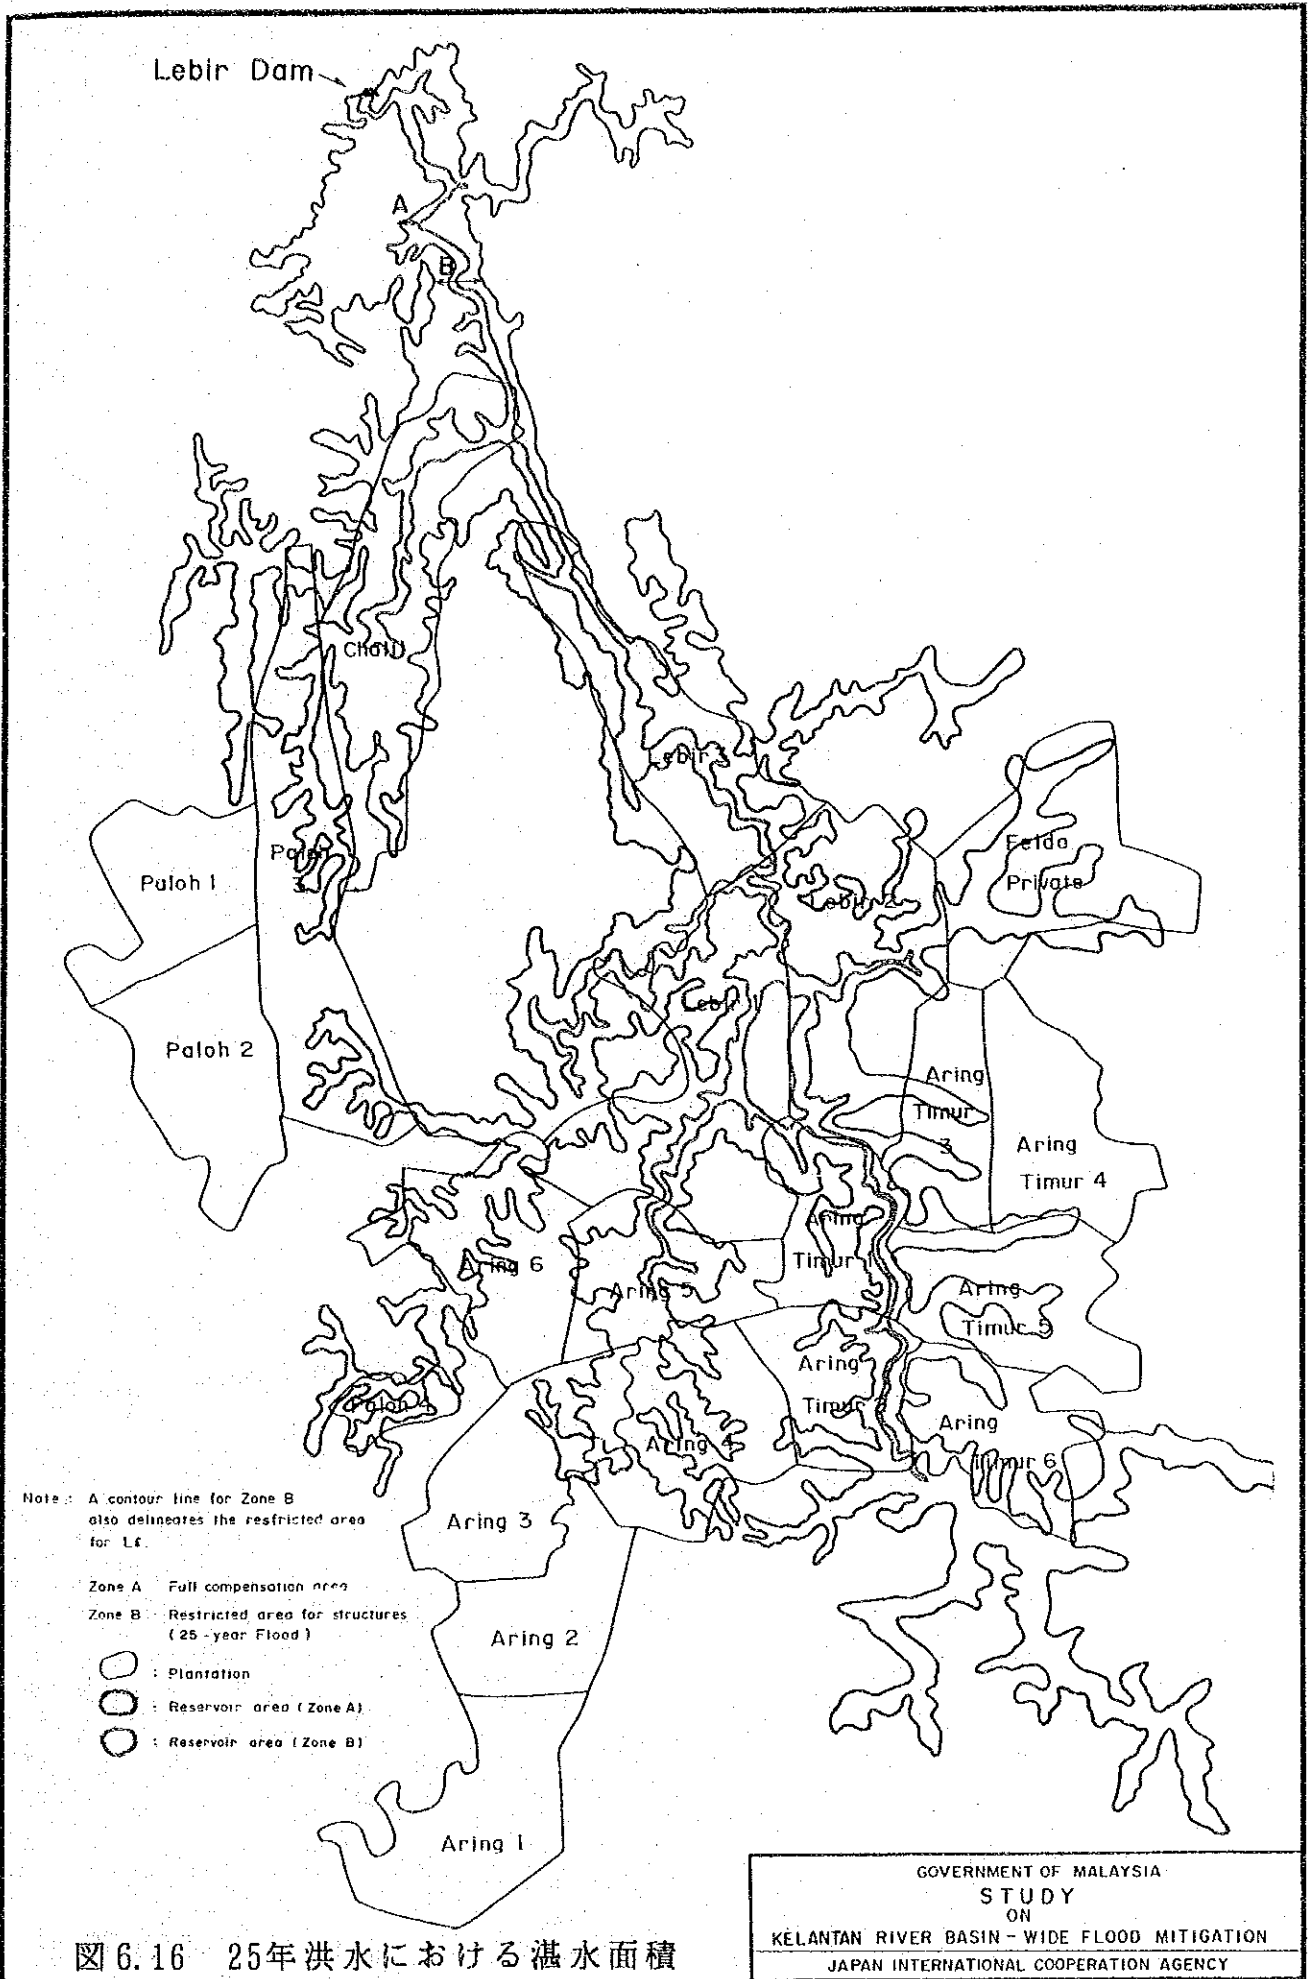 Lebir Dam
A
B
Chalil
Lebir 3
Felda
Private
Paloh
3
Paloh 1
Lebir 2
Lebir 1
Paloh 2
Aring
Timur
3
Aring
Timur 4
Aring
Timur 1
Aring 6
Aring 5
Aring
Timur 5
Aring
Timur 2
Paloh 4
Aring 4
Aring
Timur 6
Note : A contour line for Zone B
also delineates the restricted area
for
Aring 3
Zone A Full compensation area
Zone B Restricted area for structures
(25-year Flood)
Aring 2
: Plantation
: Reservoir area (Zone A)
: Reservoir area (Zone B)
Aring 1
GOVERNMENT OF MALAYSIA
STUDY
ON
KELANTAN RIVER BASIN-WIDE FLOOD MITIGATION
JAPAN INTERNATIONAL COOPERATION AGENCY
図6.16 25年洪水における湛水面積